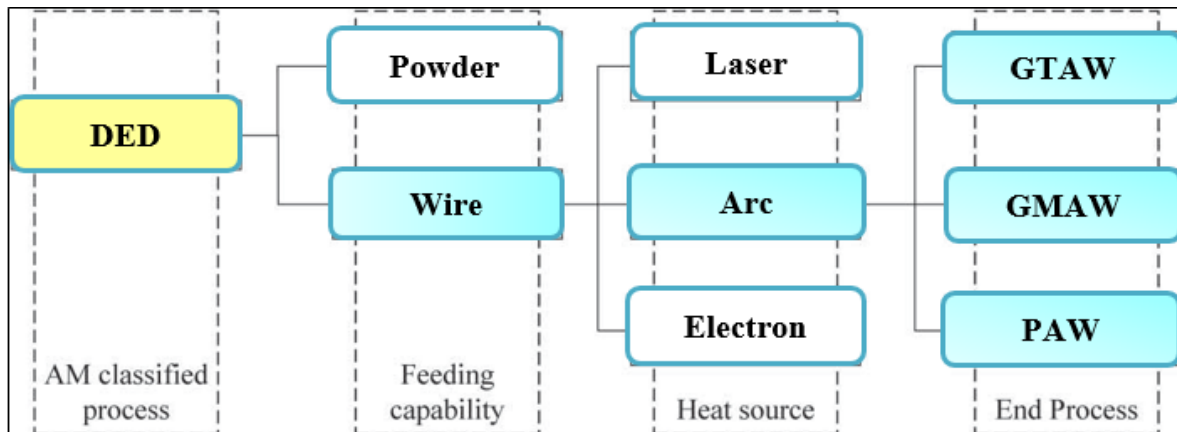 DED
AM classified
process
Powder
Wire
Feeding
capability
Laser
Arc
Electron
Heat source
GTAW
GMAW
PAW
End Process